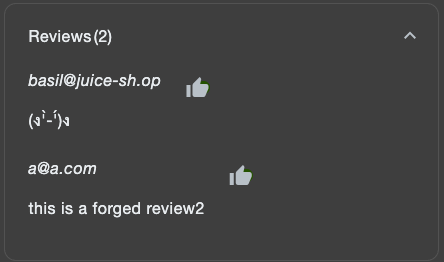 Reviews (2)
basil@juice-sh.op
(ง'̀-'́)ง
a@a.com
this is a forged review2